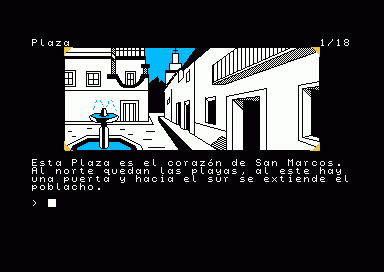 Plaza 1/18
Esta Plaza es el corazón de San Marcos.
Al norte quedan las playas, al este hay
una puerta y hacia el sur se extiende el
poblacho.
>